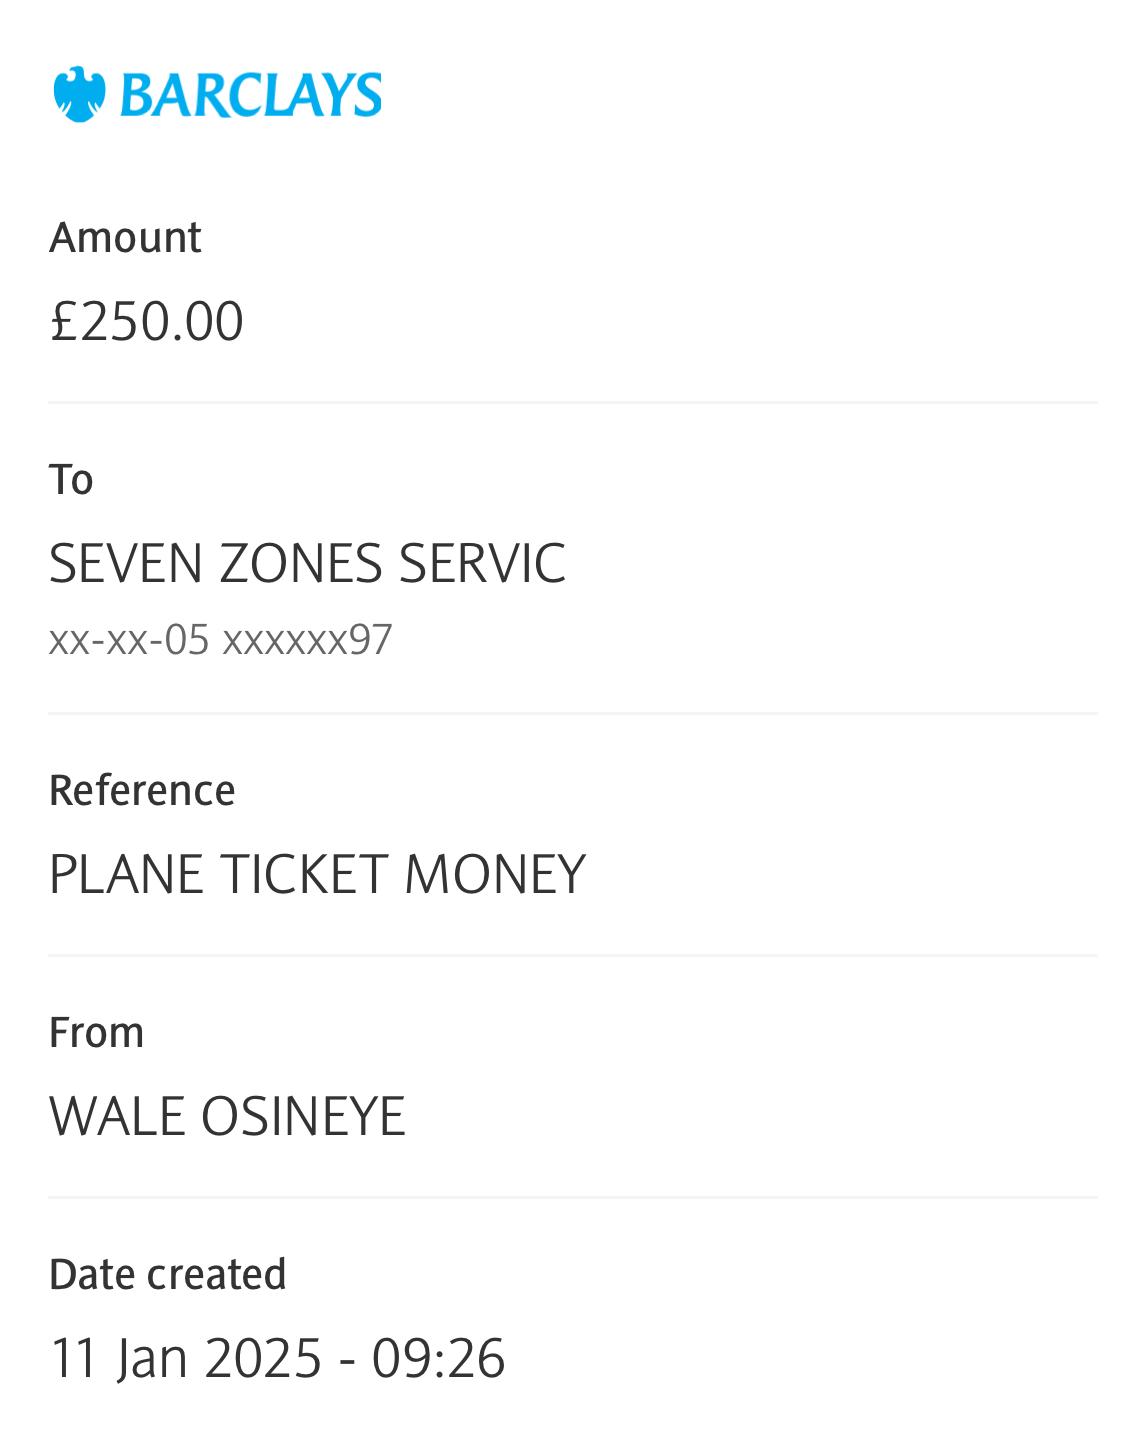 BARCLAYS
Amount
£250.00
To
SEVEN ZONES SERVIC
xx-xx-05 xxxxxx97
Reference
PLANE TICKET MONEY
From
WALE OSINEYE
Date created
11 Jan 2025 - 09:26